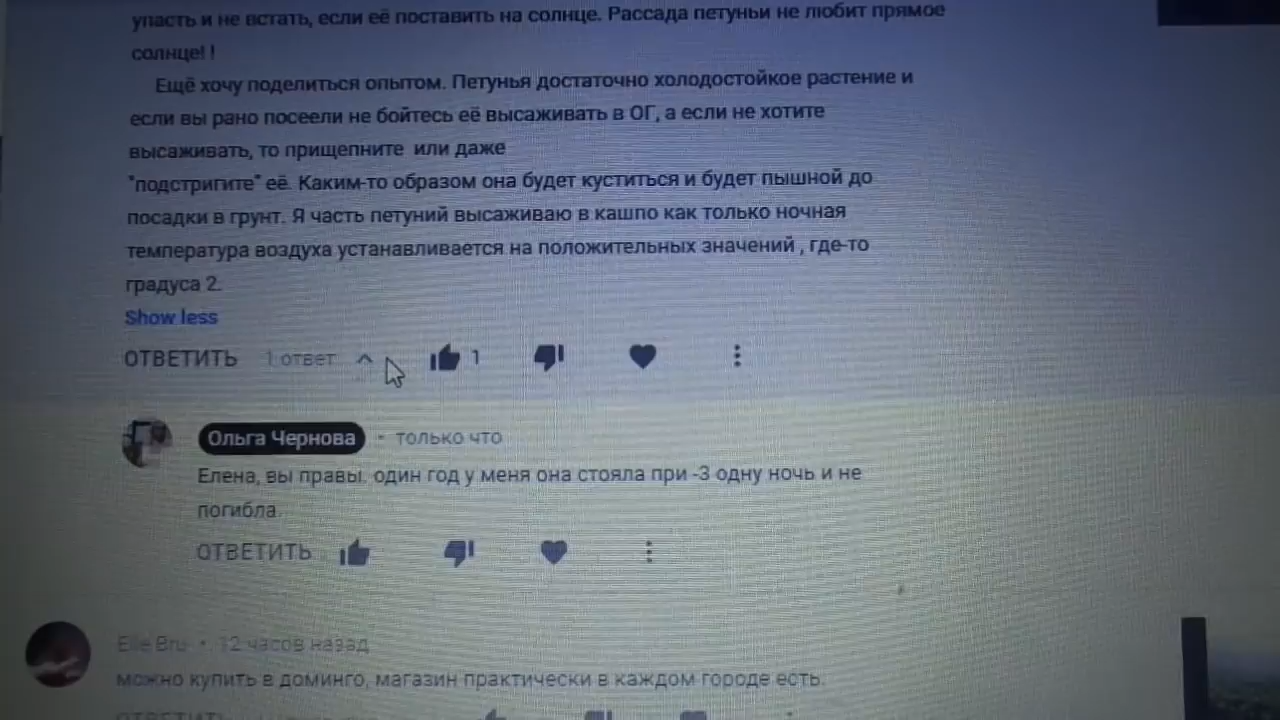 упасть и не встать, если её поставить на солнце. Рассада петуньи не любит прямое
солнце! !
Ещё хочу поделиться опытом. Петунья достаточно холодостойкое растение и
если вы рано посеели не бойтесь её высаживать в ОГ, а если не хотите
высаживать, то прищепните или даже
"подстригите" её. Каким-то образом она будет куститься и будет пышной до
посадки в грунт. Я часть петуний высаживаю в кашпо как только ночная
температура воздуха устанавливается на положительных значений , где-то
градуса 2.
Show less
ОТВЕТИТЬ 1 ответ 1
Ольга Чернова • только что
Елена, вы правы. один год у меня она стояла при -3 одну ночь и не
погибла.
ОТВЕТИТЬ
Elle Bru • 12 часов назад
можно купить в доминго, магазин практически в каждом городе есть.
ОТВЕТИТЬ